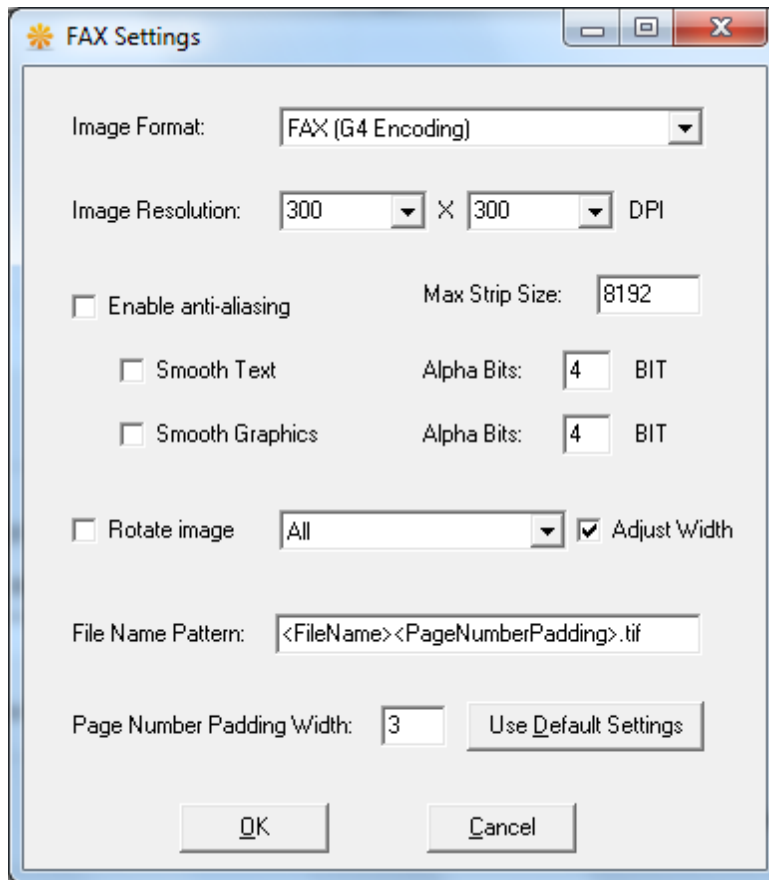 FAX Settings
Image Format: FAX (G4 Encoding)
Image Resolution: 300 X 300 DPI
Enable anti-aliasing Max Strip Size: 8192
Smooth Text Alpha Bits: 4 BIT
Smooth Graphics Alpha Bits: 4 BIT
Rotate image All Adjust Width
File Name Pattern: <FileName><PageNumberPadding>.tif
Page Number Padding Width: 3 Use Default Settings
OK Cancel